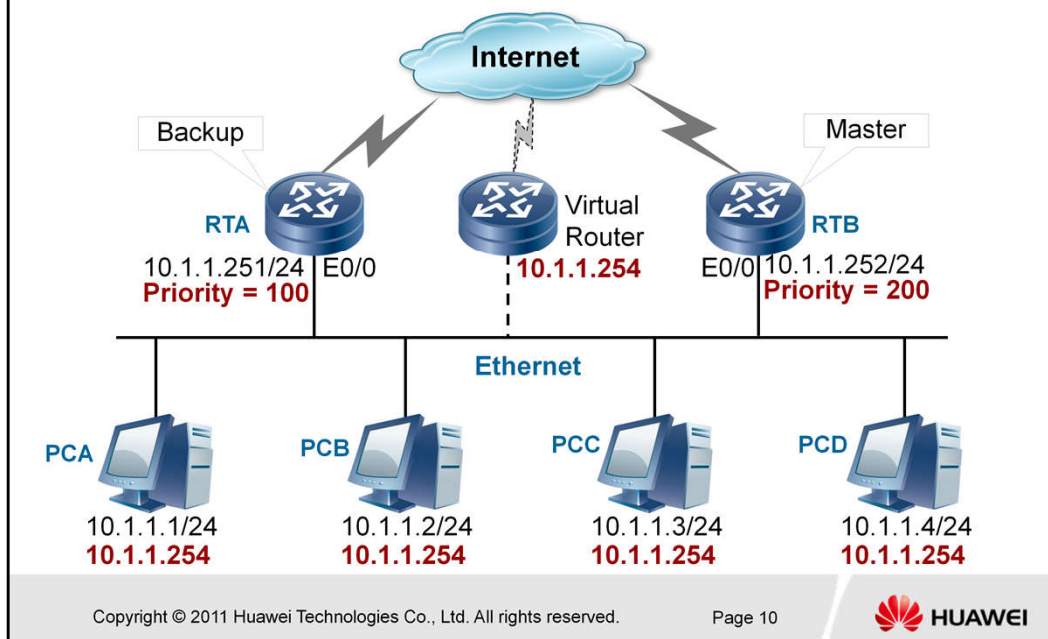 Internet
Backup
Master
RTA
Virtual
Router
RTB
10.1.1.251/24
E0/0
10.1.1.254
E0/0
10.1.1.252/24
Priority = 100
Priority = 200
Ethernet
PCA
PCB
PCC
PCD
10.1.1.1/24
10.1.1.2/24
10.1.1.3/24
10.1.1.4/24
10.1.1.254
10.1.1.254
10.1.1.254
10.1.1.254
Copyright © 2011 Huawei Technologies Co., Ltd. All rights reserved.
Page 10
HUAWEI